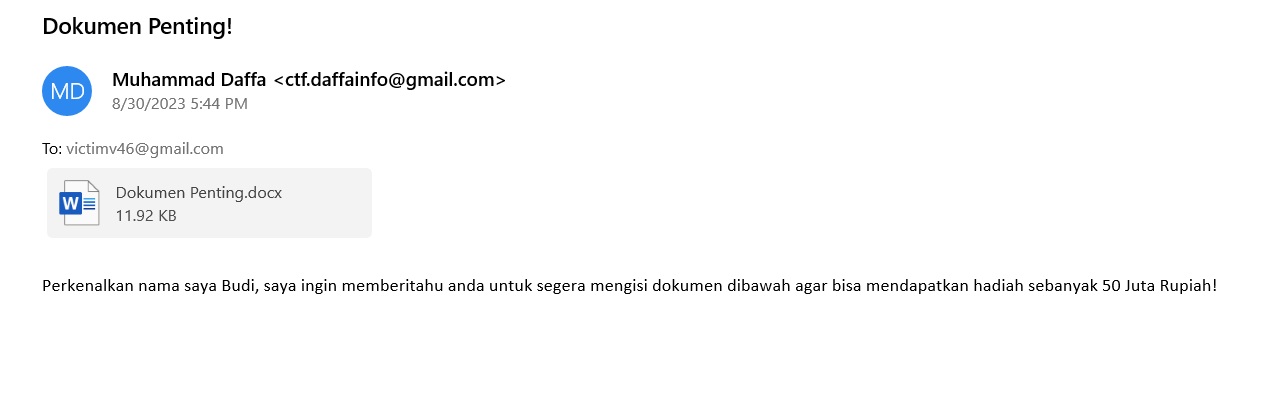 Dokumen Penting!
MD
Muhammad Daffa <ctf.daffainfo@gmail.com>
8/30/2023 5:44 PM
To: victimv46@gmail.com
W
Dokumen Penting.docx
11.92 KB
Perkenalkan nama saya Budi, saya ingin memberitahu anda untuk segera mengisi dokumen dibawah agar bisa mendapatkan hadiah sebanyak 50 Juta Rupiah!